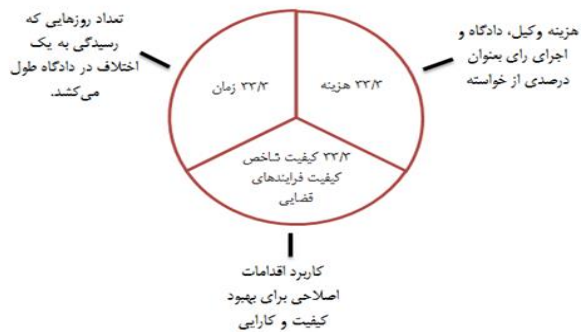 هزینه وکیل، دادگاه و
اجرای رای بعنوان
درصدی از خواسته
۳۳/۳ هزینه
تعداد روزهایی که
رسیدگی به یک
اختلاف در دادگاه طول
می‌کشد.
۳۳/۳ زمان
۳۳/۳ کیفیت شاخص
کیفیت فرایندهای
قضایی
کاربرد اقدامات
اصلاحی برای بهبود
کیفیت و کارایی